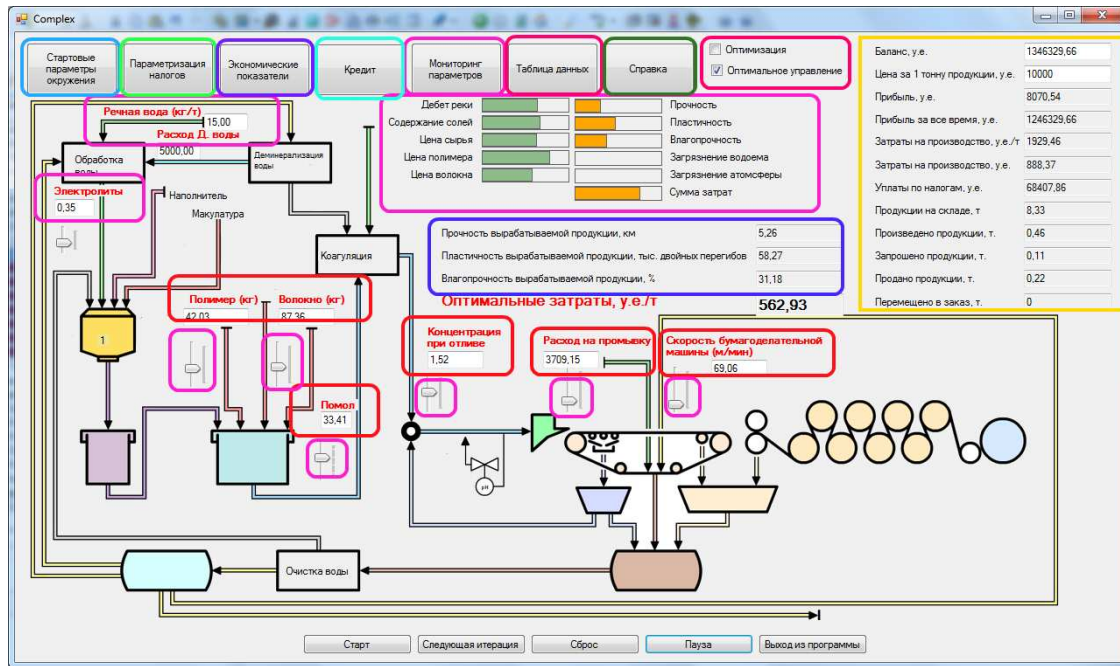 Complex
Стартовые
параметры
окружения
Параметризация
налогов
Экономические
показатели
Кредит
Мониторинг
параметров
Таблица данных
Справка
Оптимизация
Оптимальное управление
Баланс, у.е.
1346329,66
Цена за 1 тонну продукции, у.е.
10000
Прибыль, у.е.
8070,54
Прибыль за все время, у.е.
1246329,66
Затраты на производство, у.е./т
1929,46
Затраты на производство, у.е.
888,37
Уплаты по налогам, у.е.
68407,86
Продукции на складе, т
8,33
Произведено продукции, т.
0,46
Запрошено продукции, т.
0,11
Продано продукции, т.
0,22
Перемещено в заказ, т.
0
Дебет реки
Содержание солей
Цена сырья
Цена полимера
Цена волокна
Прочность
Пластичность
Влагопрочность
Загрязнение водоема
Загрязнение атомсферы
Сумма затрат
Речная вода (кг/т)
15,00
Расход Д. воды
5000,00
Обработка
воды
Деминерализация
воды
Электролиты
0,35
Наполнитель
Макулатура
Коагуляция
Прочность вырабатываемой продукции, км
5,26
Пластичность вырабатываемой продукции, тыс. двойных перегибов
58,27
Влагопрочность вырабатываемой продукции, %
31,18
Оптимальные затраты, у.е./т
562,93
Полимер (кг)
42,03
Волокно (кг)
87,36
1
Концентрация
при отливе
1,52
Расход на промывку
3709,15
Скорость бумагоделательной
машины (м/мин)
69,06
Помол
33,41
pH
Очистка воды
Старт
Следующая итерация
Сброс
Пауза
Выход из программы